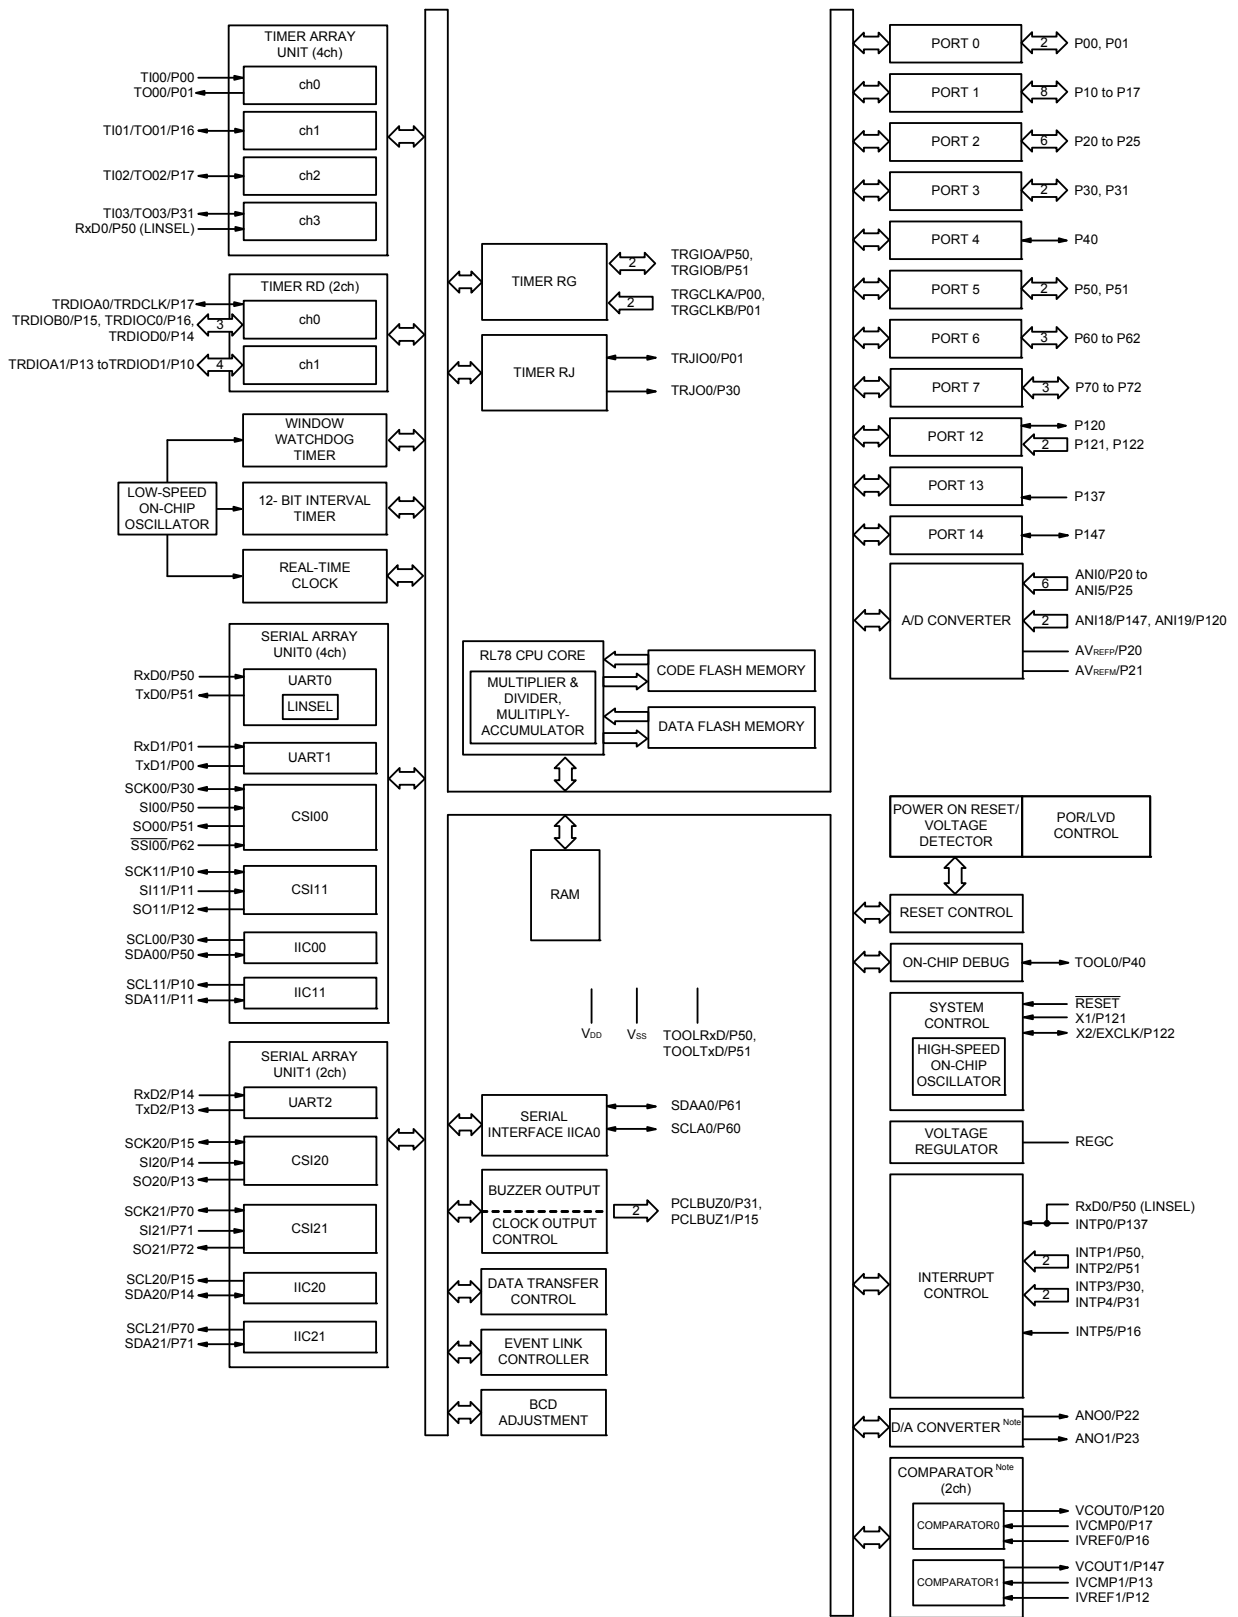 TIMER ARRAY
UNIT (4ch)
TI00/P00
TO00/P01
ch0
TI01/TO01/P16
ch1
TI02/TO02/P17
ch2
TI03/TO03/P31
RxD0/P50 (LINSEL)
ch3
TIMER RD (2ch)
TRDIOA0/TRDCLK/P17
TRDIOB0/P15, TRDIOC0/P16,
TRDIOD0/P14
3
ch0
TRDIOA1/P13 toTRDIOD1/P10
4
ch1
WINDOW
WATCHDOG
TIMER
LOW-SPEED
ON-CHIP
OSCILLATOR
12- BIT INTERVAL
TIMER
REAL-TIME
CLOCK
SERIAL ARRAY
UNIT0 (4ch)
RxD0/P50
TxD0/P51
UART0
LINSEL
RxD1/P01
TxD1/P00
UART1
SCK00/P30
SI00/P50
SO00/P51
SSI00/P62
CSI00
SCK11/P10
SI11/P11
SO11/P12
CSI11
SCL00/P30
SDA00/P50
IIC00
SCL11/P10
SDA11/P11
IIC11
SERIAL ARRAY
UNIT1 (2ch)
RxD2/P14
TxD2/P13
UART2
SCK20/P15
SI20/P14
SO20/P13
CSI20
SCK21/P70
SI21/P71
SO21/P72
CSI21
SCL20/P15
SDA20/P14
IIC20
SCL21/P70
SDA21/P71
IIC21
TIMER RG
2
TRGIOA/P50,
TRGIOB/P51
2
TRGCLKA/P00,
TRGCLKB/P01
TIMER RJ
TRJIO0/P01
TRJO0/P30
RL78 CPU CORE
MULTIPLIER &
DIVIDER,
MULITIPLY-
ACCUMULATOR
CODE FLASH MEMORY
DATA FLASH MEMORY
RAM
VDD
VSS
TOOLRxD/P50,
TOOLTxD/P51
SERIAL
INTERFACE IICA0
SDAA0/P61
SCLA0/P60
BUZZER OUTPUT
CLOCK OUTPUT
CONTROL
2
PCLBUZ0/P31,
PCLBUZ1/P15
DATA TRANSFER
CONTROL
EVENT LINK
CONTROLLER
BCD
ADJUSTMENT
PORT 0
2
P00, P01
PORT 1
8
P10 to P17
PORT 2
6
P20 to P25
PORT 3
2
P30, P31
PORT 4
P40
PORT 5
2
P50, P51
PORT 6
3
P60 to P62
PORT 7
3
P70 to P72
PORT 12
P120
2
P121, P122
PORT 13
P137
PORT 14
P147
A/D CONVERTER
6
ANI0/P20 to
ANI5/P25
2
ANI18/P147, ANI19/P120
AVREFP/P20
AVREFM/P21
POWER ON RESET/
VOLTAGE
DETECTOR
POR/LVD
CONTROL
RESET CONTROL
ON-CHIP DEBUG
TOOL0/P40
SYSTEM
CONTROL
HIGH-SPEED
ON-CHIP
OSCILLATOR
RESET
X1/P121
X2/EXCLK/P122
VOLTAGE
REGULATOR
REGC
INTERRUPT
CONTROL
RxD0/P50 (LINSEL)
INTP0/P137
2
INTP1/P50,
INTP2/P51
2
INTP3/P30,
INTP4/P31
INTP5/P16
D/A CONVERTER Note
ANO0/P22
ANO1/P23
COMPARATOR Note
(2ch)
COMPARATOR0
VCOUT0/P120
IVCMP0/P17
IVREF0/P16
COMPARATOR1
VCOUT1/P147
IVCMP1/P13
IVREF1/P12